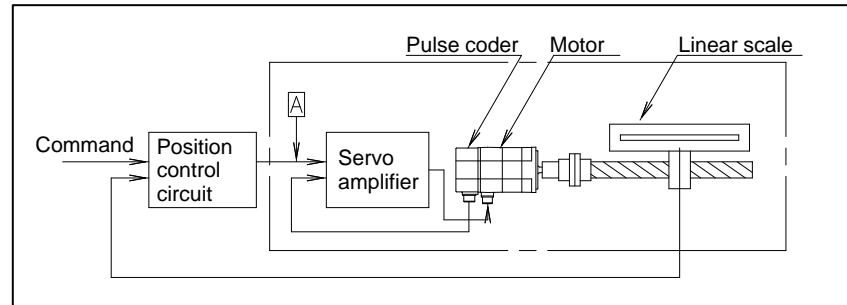 Pulse coder
Motor
Linear scale
A
Command
Position
control
circuit
Servo
amplifier